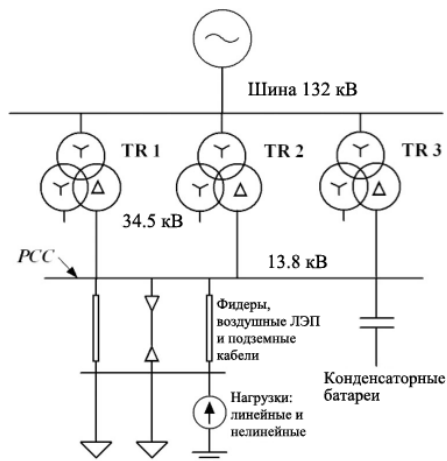 Шина 132 кВ
TR 1
TR 2
TR 3
34.5 кВ
PCC
13.8 кВ
Фидеры,
воздушные ЛЭП
и подземные
кабели
Конденсаторные
батареи
Нагрузки:
линейные и
нелинейные